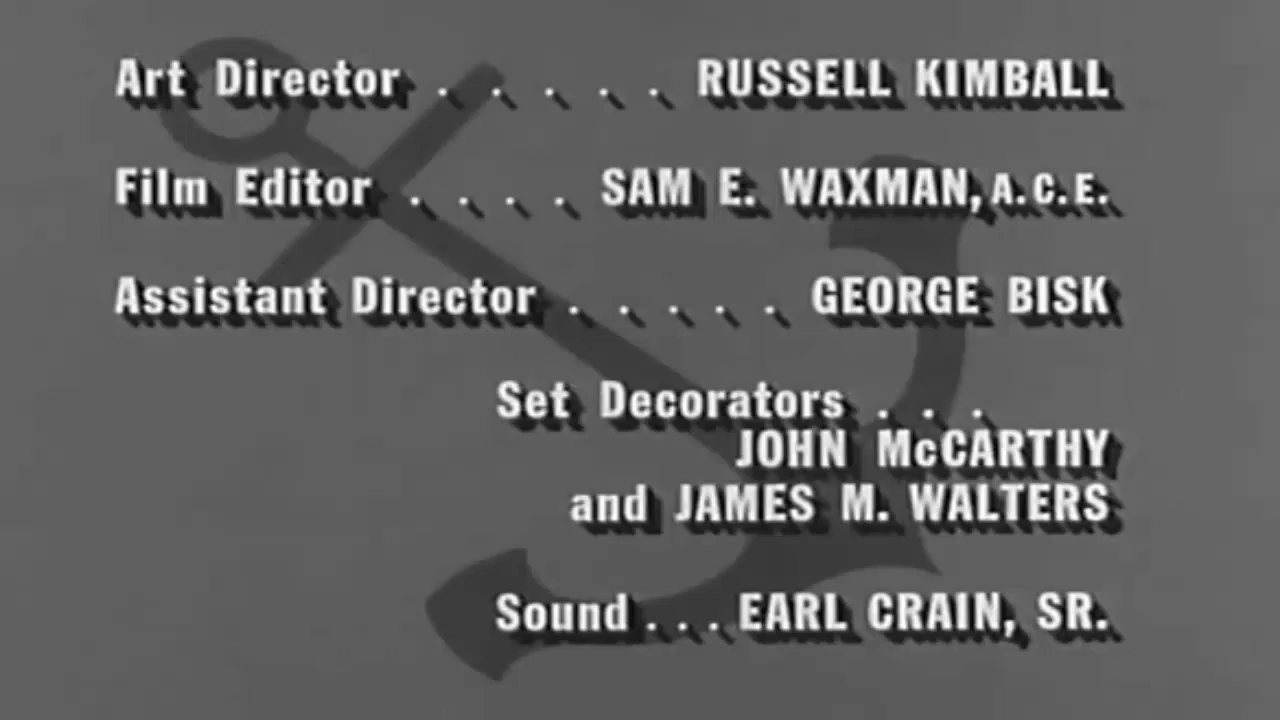 Art Director . . . . . RUSSELL KIMBALL
Film Editor . . . . SAM E. WAXMAN, A.C.E.
Assistant Director . . . . . GEORGE BISK
Set Decorators . . .
JOHN McCARTHY
and JAMES M. WALTERS
Sound . . . EARL CRAIN, SR.